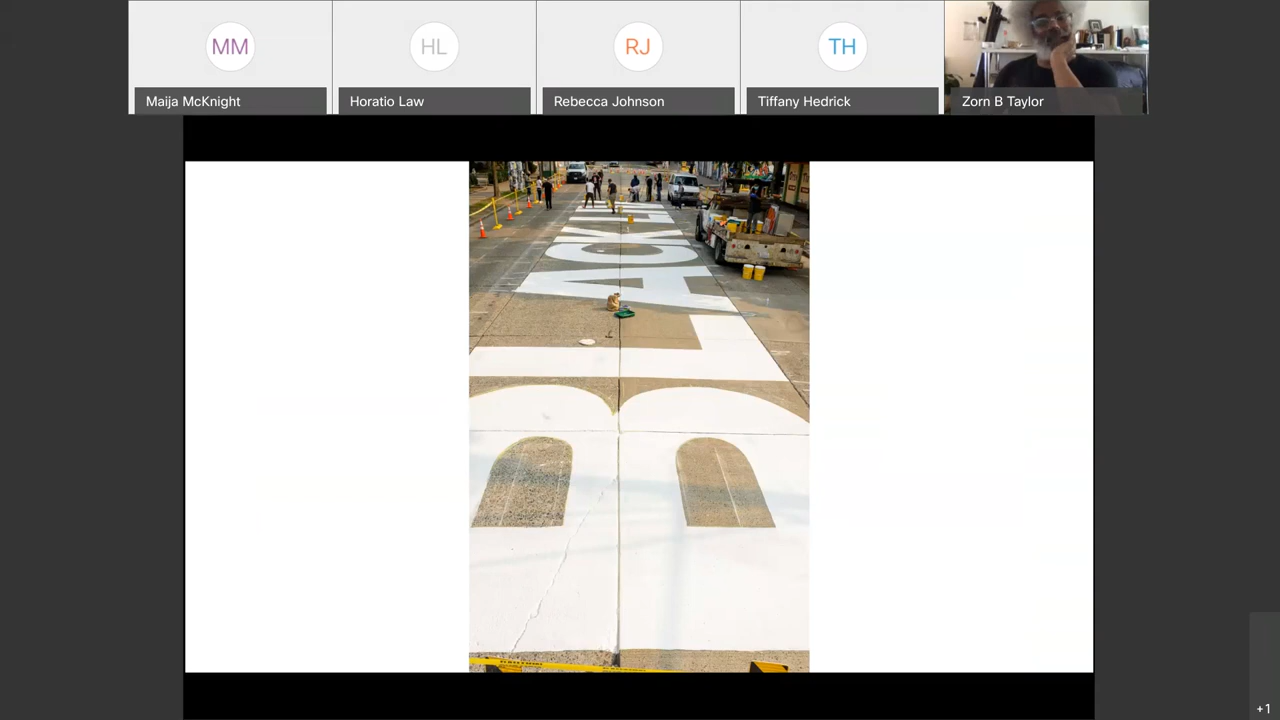 MM
HL
RJ
TH
Maija McKnight
Horatio Law
Rebecca Johnson
Tiffany Hedrick
Zorn B Taylor
BLACK
+1